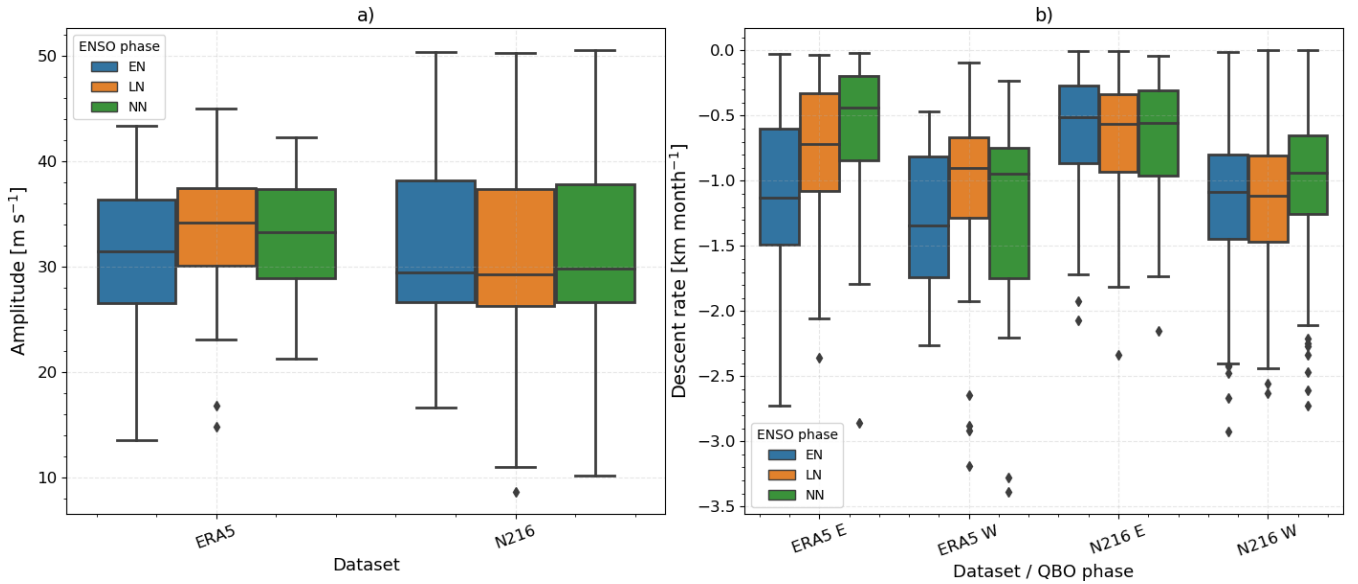 a)
ENSO phase
EN
LN
NN
50
40
30
20
10
Amplitude [m s⁻¹]
ERA5
N216
Dataset
b)
0.0
−0.5
−1.0
−1.5
−2.0
−2.5
−3.0
−3.5
Descent rate [km month⁻¹]
ENSO phase
EN
LN
NN
ERA5 E
ERA5 W
N216 E
N216 W
Dataset / QBO phase